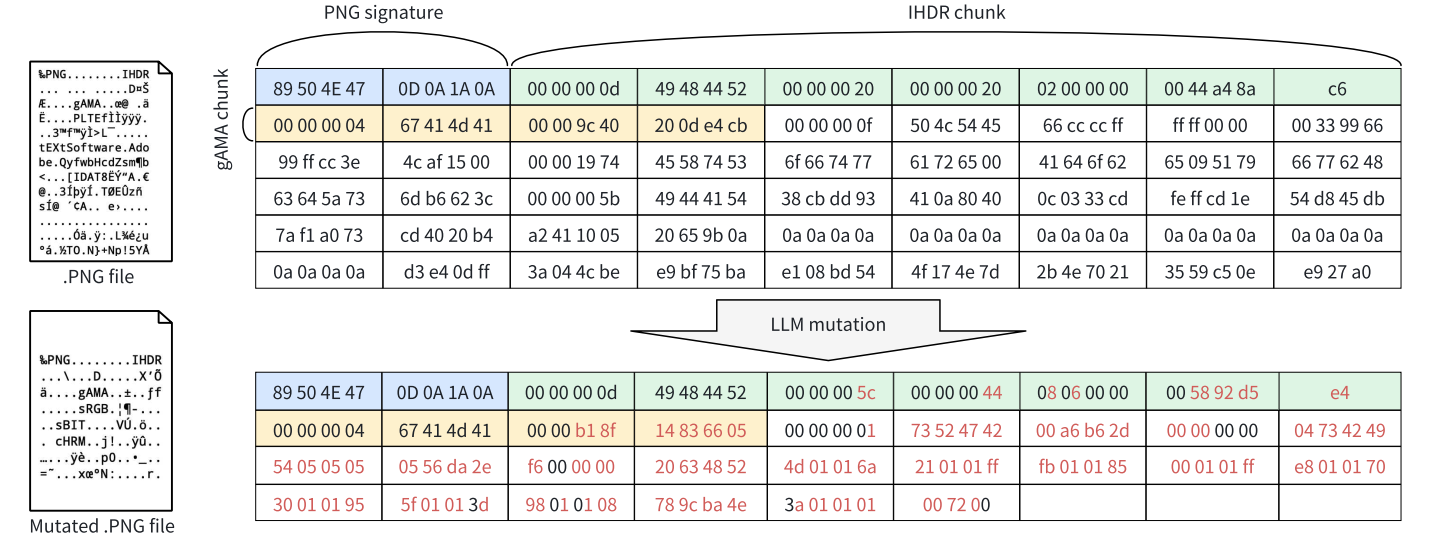 PNG signature
IHDR chunk
%PNG........IHDR
... ... .....D¤Š
Æ....gAMA..œ@ .ä
Ë....PLTEfÌÌÿÿÿ.
..3™f™ÿÌ>L¯.....
tEXtSoftware.Ado
be.QyfwbHcdZsm¶b
<...[IDAT8ËÝ“A.€
@..3ÍþýÍ.TØEÛzñ
sÍ@ ´¢A.. e›....
................
.....Óä.ÿ:.L¾é¿u
°á.½TO.N}+Np!5YÅ
.PNG file
gAMA chunk
89 50 4E 47 0D 0A 1A 0A 00 00 00 0d 49 48 44 52 00 00 00 20 00 00 00 20 02 00 00 00 00 44 a4 8a c6
00 00 00 04 67 41 4d 41 00 00 9c 40 20 0d e4 cb 00 00 00 0f 50 4c 54 45 66 cc cc ff ff ff 00 00 00 33 99 66
99 ff cc 3e 4c af 15 00 00 00 19 74 45 58 74 53 6f 66 74 77 61 72 65 00 41 64 6f 62 65 09 51 79 66 77 62 48
63 64 5a 73 6d b6 62 3c 00 00 00 5b 49 44 41 54 38 cb dd 93 41 0a 80 40 0c 03 33 cd fe ff cd 1e 54 d8 45 db
7a f1 a0 73 cd 40 20 b4 a2 41 10 05 20 65 9b 0a 0a 0a 0a 0a 0a 0a 0a 0a 0a 0a 0a 0a 0a 0a 0a 0a 0a 0a 0a 0a
0a 0a 0a 0a d3 e4 0d ff 3a 04 4c be e9 bf 75 ba e1 08 bd 54 4f 17 4e 7d 2b 4e 70 21 35 59 c5 0e e9 27 a0
LLM mutation
%PNG........IHDR
...\...D.....X’Õ
ä....gAMA..±..ƒf
.....sRGB.¦¶-...
..sBIT....VÚ.ö..
. cHRM..j!..ÿû..
…...ÿè..p0..•_..
=˜...xœºN:....r.
Mutated .PNG file
89 50 4E 47 0D 0A 1A 0A 00 00 00 0d 49 48 44 52 00 00 00 5c 00 00 00 44 08 06 00 00 00 58 92 d5 e4
00 00 00 04 67 41 4d 41 00 00 b1 8f 14 83 66 05 00 00 00 01 73 52 47 42 00 a6 b6 2d 00 00 00 00 04 73 42 49
54 05 05 05 05 56 da 2e f6 00 00 00 20 63 48 52 4d 01 01 6a 21 01 01 ff fb 01 01 85 00 01 01 ff e8 01 01 70
30 01 01 95 5f 01 01 3d 98 01 01 08 78 9c ba 4e 3a 01 01 01 00 72 00